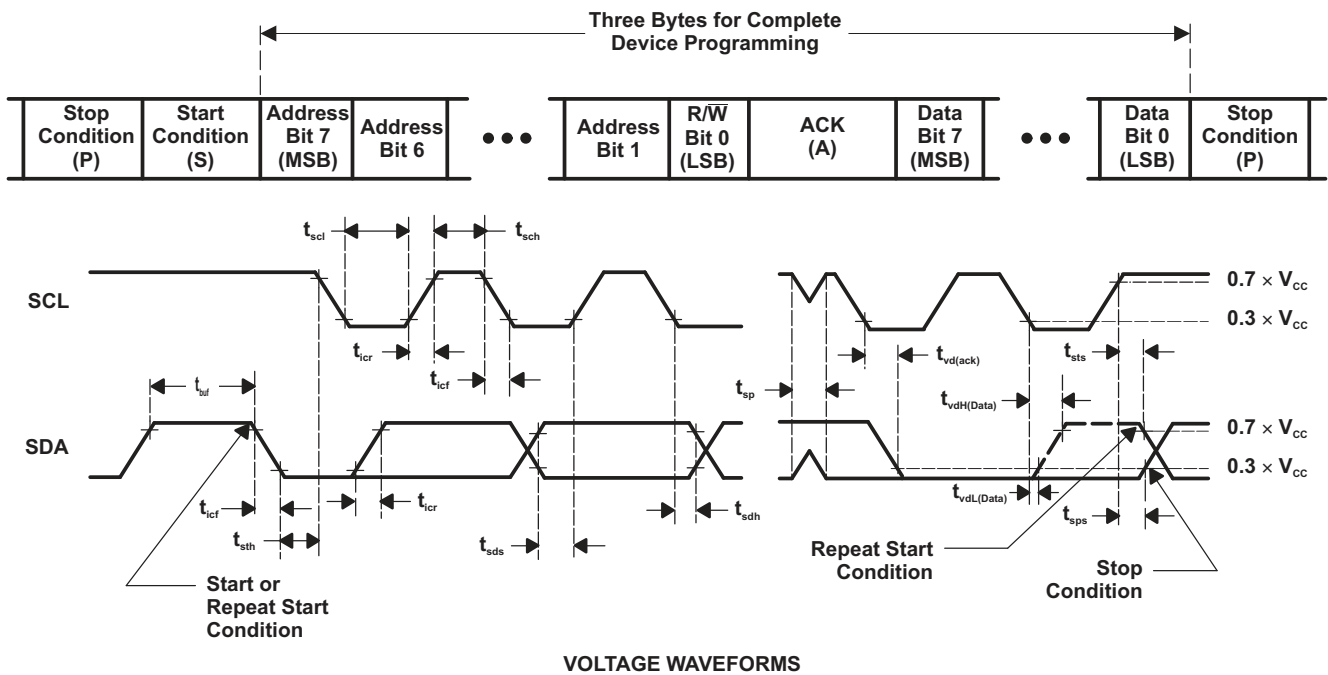 Three Bytes for Complete
Device Programming
Stop
Condition
(P)
Start
Condition
(S)
Address
Bit 7
(MSB)
Address
Bit 6
•••
Address
Bit 1
R/W̅
Bit 0
(LSB)
ACK
(A)
Data
Bit 7
(MSB)
•••
Data
Bit 0
(LSB)
Stop
Condition
(P)
tscl
tsch
SCL
0.7 × VCC
0.3 × VCC
ticr
ticf
tvd(ack)
tsts
tsp
tvdH(Data)
tbuf
SDA
0.7 × VCC
0.3 × VCC
ticf
ticr
tsth
tsds
tsdh
tvdL(Data)
tsps
Start or
Repeat Start
Condition
Repeat Start
Condition
Stop
Condition
VOLTAGE WAVEFORMS